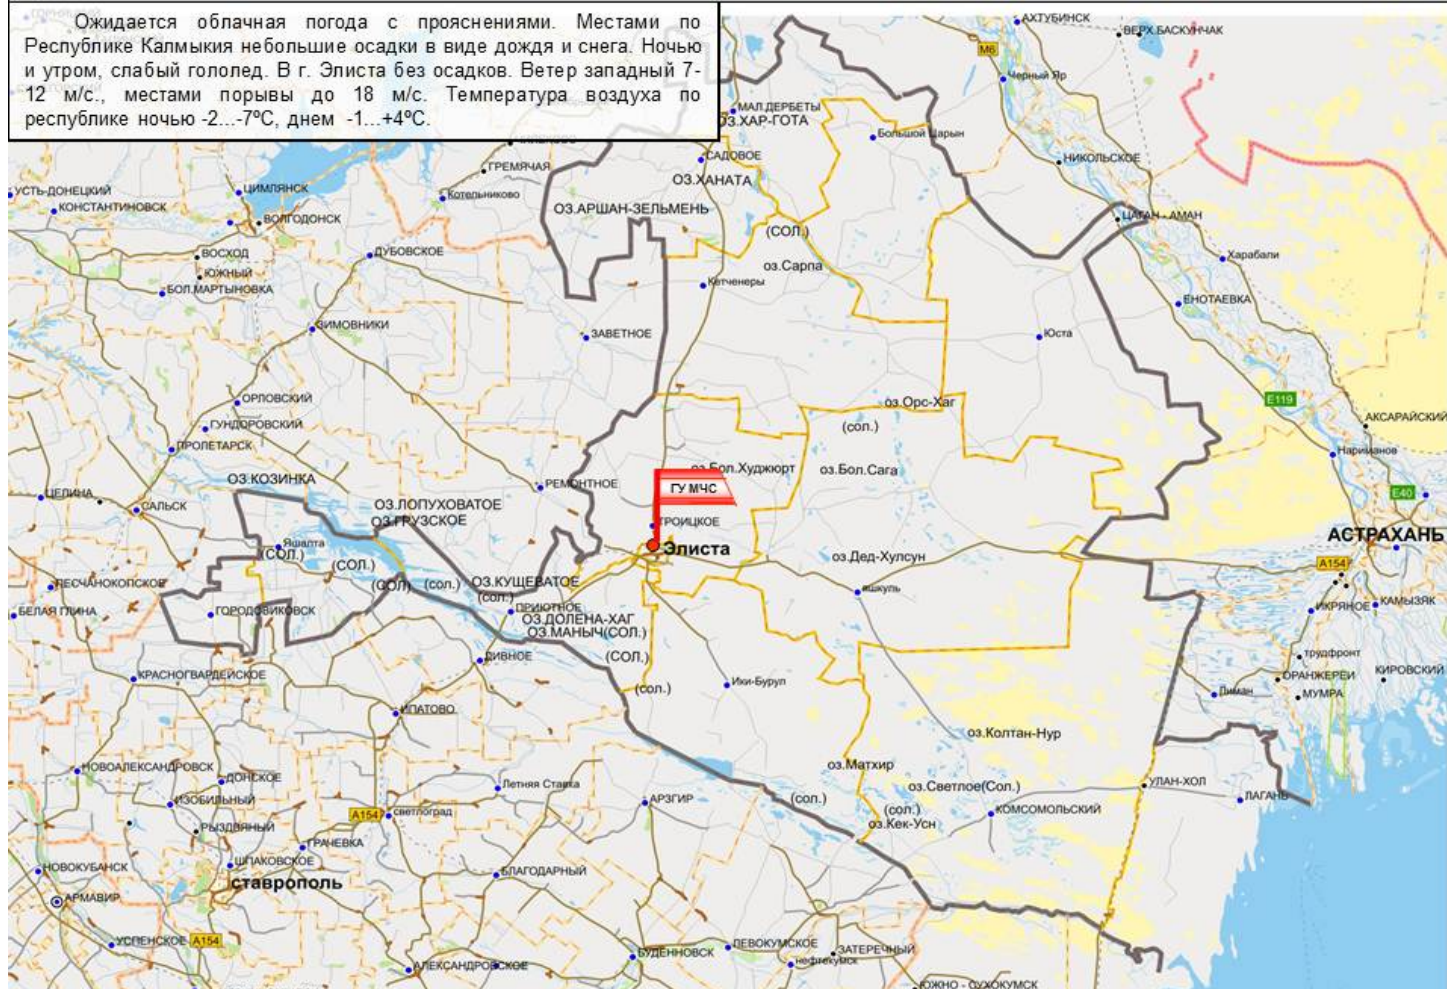 Ожидается облачная погода с прояснениями. Местами по
Республике Калмыкия небольшие осадки в виде дождя и снега. Ночью
и утром, слабый гололед. В г. Элиста без осадков. Ветер западный 7-
12 м/с., местами порывы до 18 м/с. Температура воздуха по
республике ночью -2...-7ºС, днем -1...+4ºС.
АХТУБИНСК
ВЕРХ.БАСКУНЧАК
М6
Черный Яр
МАЛ.ДЕРБЕТЫ
ОЗ.ХАР-ГОТА
Большой Царын
САДОВОЕ
НИКОЛЬСКОЕ
ГРЕМЯЧАЯ
ОЗ.ХАНАТА
УСТЬ-ДОНЕЦКИЙ
ЦИМЛЯНСК
Котельниково
КОНСТАНТИНОВСК
ВОЛГОДОНСК
ОЗ.АРШАН-ЗЕЛЬМЕНЬ
ЦАГАН - АМАН
(СОЛ.)
ВОСХОД
ДУБОВСКОЕ
оз.Сарпа
Харабали
ЮЖНЫЙ
БОЛ.МАРТЫНОВКА
Кетченеры
ЕНОТАЕВКА
ЗИМОВНИКИ
ЗАВЕТНОЕ
Юста
ОРЛОВСКИЙ
оз.Орс-Хаг
Е119
ГУНДОРОВСКИЙ
(сол.)
АКСАРАЙСКИЙ
ПРОЛЕТАРСК
Нариманов
оз.Бол.Худжюрт
оз.Бол.Сага
ОЗ.КОЗИНКА
РЕМОНТНОЕ
ГУ МЧС
ЦЕЛИНА
Е40
САЛЬСК
ОЗ.ЛОПУХОВАТОЕ
ОЗ.ГРУЗСКОЕ
ТРОИЦКОЕ
АСТРАХАНЬ
Яшалта
(СОЛ.)
Элиста
оз.Дед-Хулсун
(СОЛ.)
А154
ПЕСЧАНОКОПСКОЕ
(СОЛ)
(сол.)
ОЗ.КУЩЕВАТОЕ
(сол.)
яшкуль
БЕЛАЯ ГЛИНА
ГОРОДОВИКОВСК
ПРИЮТНОЕ
ИКРЯНОЕ
КАМЫЗЯК
ОЗ.ДОЛЕНА-ХАГ
ОЗ.МАНЫЧ(СОЛ.)
ДИВНОЕ
(СОЛ.)
трудфронт
КРАСНОГВАРДЕЙСКОЕ
(сол.)
Ики-Бурул
Лиман
ОРАНЖЕРЕИ
КИРОВСКИЙ
МУМРА
ИПАТОВО
оз.Колтан-Нур
НОВОАЛЕКСАНДРОВСК
ДОНСКОЕ
Летняя Ставка
оз.Матхир
оз.Светлое(Сол.)
УЛАН-ХОЛ
ИЗОБИЛЬНЫЙ
АРЗГИР
(сол.)
ЛАГАНЬ
А154
светлоград
(сол.)
КОМСОМОЛЬСКИЙ
оз.Кек-Усн
РЫЗДВЯНЫЙ
ГРАЧЕВКА
ШПАКОВСКОЕ
НОВОКУБАНСК
БЛАГОДАРНЫЙ
ставрополь
АРМАВИР
УСПЕНСКОЕ
А154
ЛЕВОКУМСКОЕ
ЗАТЕРЕЧНЫЙ
БУДЕННОВСК
нефтекумск
АЛЕКСАНДРОВСКОЕ
ЮЖНО - СУХОКУМСК